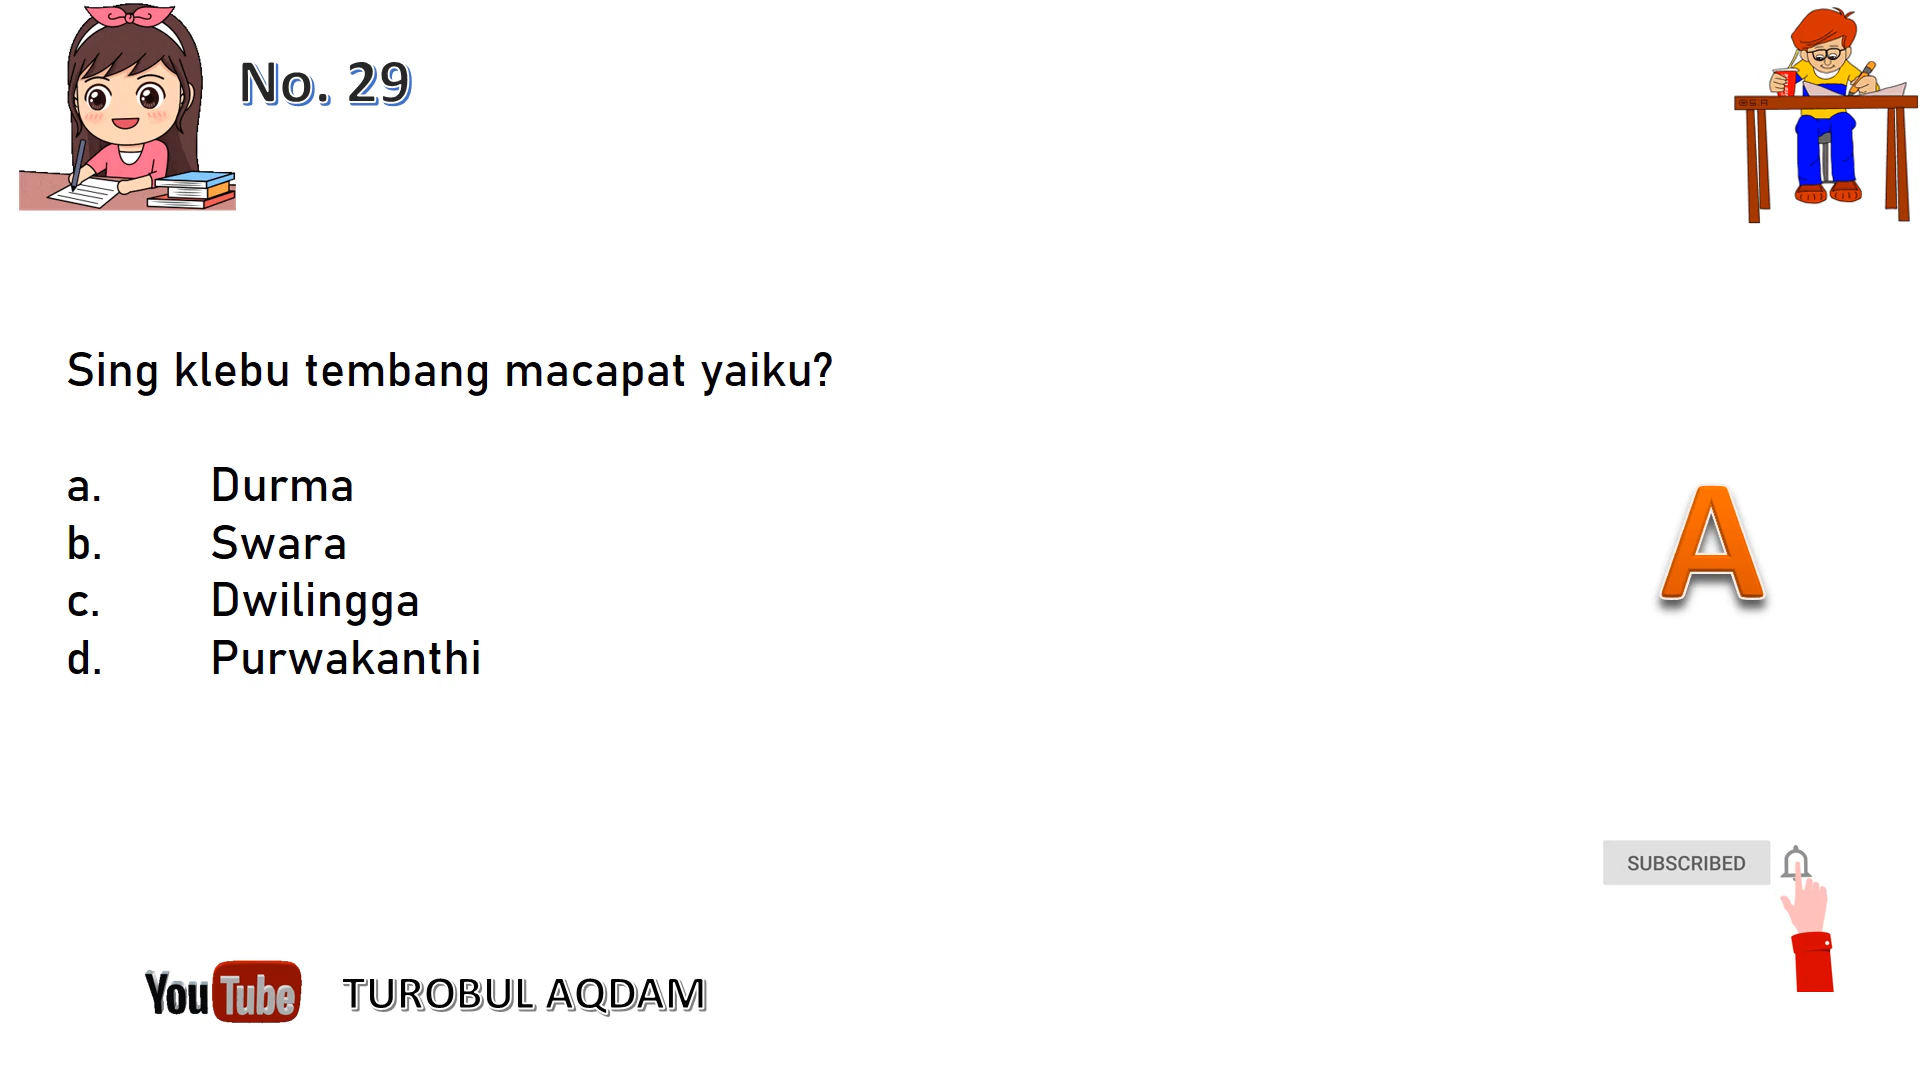 No. 29
Sing klebu tembang macapat yaiku?
a. Durma
b. Swara
c. Dwilingga
d. Purwakanthi
A
SUBSCRIBED
YouTube TUROBUL AQDAM